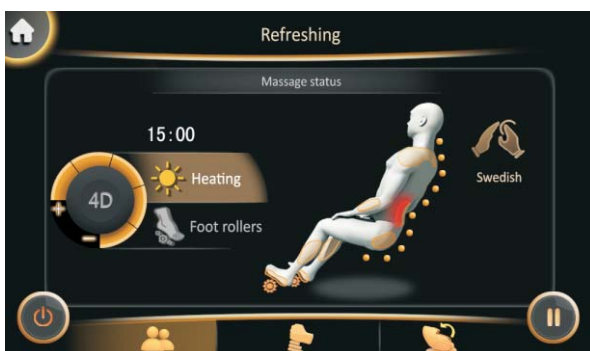 Refreshing
Massage status
15:00
Heating
4D
Foot rollers
Swedish